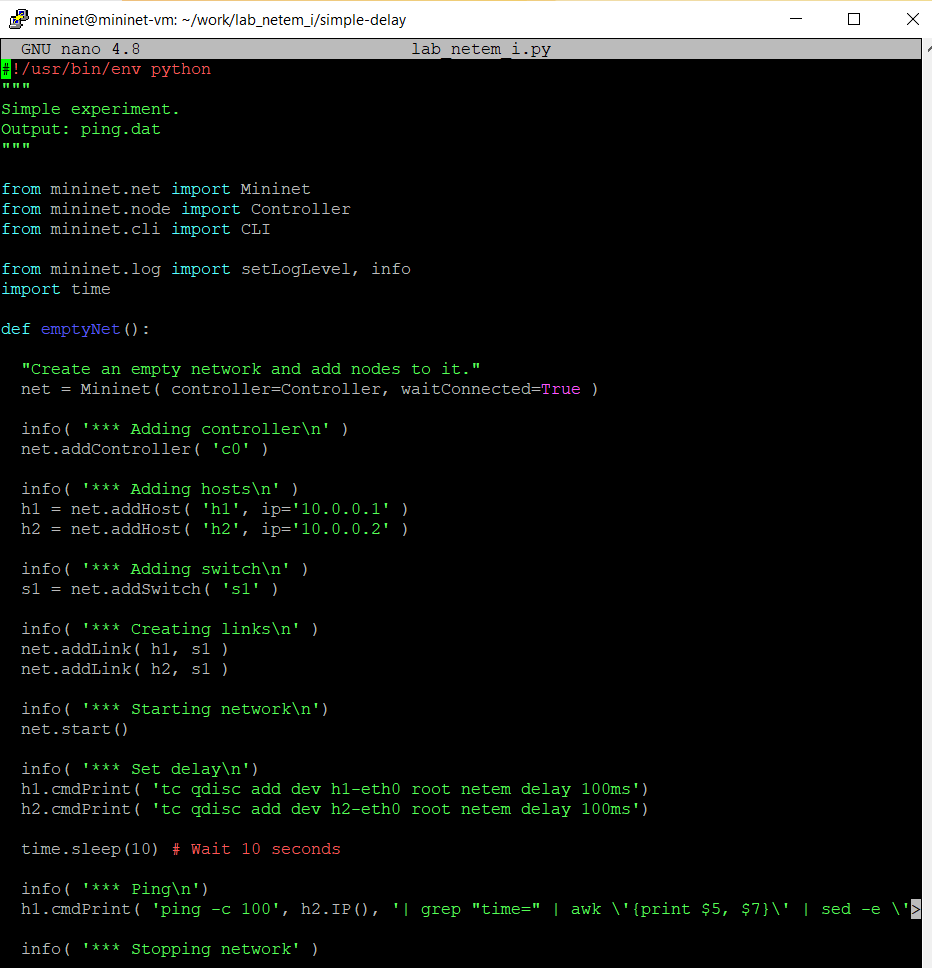 mininet@mininet-vm: ~/work/lab_netem_i/simple-delay
GNU nano 4.8 lab_netem_i.py
#!/usr/bin/env python
"""
Simple experiment.
Output: ping.dat
"""
from mininet.net import Mininet
from mininet.node import Controller
from mininet.cli import CLI
from mininet.log import setLogLevel, info
import time
def emptyNet():
"Create an empty network and add nodes to it."
net = Mininet( controller=Controller, waitConnected=True )
info( '*** Adding controller\n' )
net.addController( 'c0' )
info( '*** Adding hosts\n' )
h1 = net.addHost( 'h1', ip='10.0.0.1' )
h2 = net.addHost( 'h2', ip='10.0.0.2' )
info( '*** Adding switch\n' )
s1 = net.addSwitch( 's1' )
info( '*** Creating links\n' )
net.addLink( h1, s1 )
net.addLink( h2, s1 )
info( '*** Starting network\n')
net.start()
info( '*** Set delay\n')
h1.cmdPrint( 'tc qdisc add dev h1-eth0 root netem delay 100ms')
h2.cmdPrint( 'tc qdisc add dev h2-eth0 root netem delay 100ms')
time.sleep(10) # Wait 10 seconds
info( '*** Ping\n')
h1.cmdPrint( 'ping -c 100', h2.IP(), '| grep "time=" | awk \'{print $5, $7}\' | sed -e \'>
info( '*** Stopping network' )